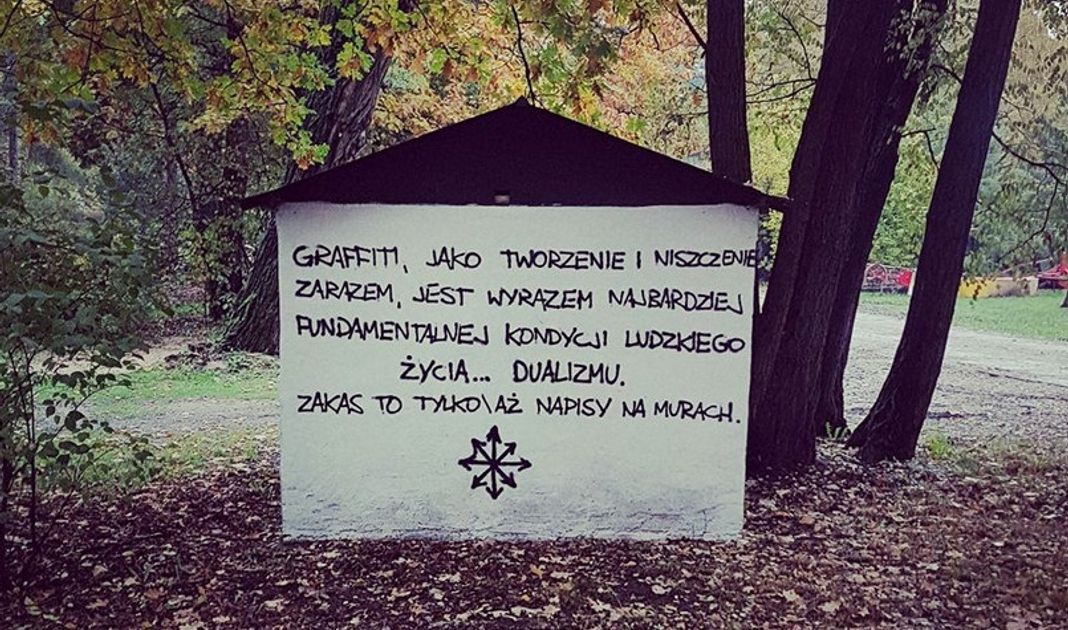 GRAFFITI, JAKO TWORZENIE I NISZCZENIE
ZARAZEM, JEST WYRAZEM NAJBARDZIEJ
FUNDAMENTALNEJ KONDYCJI LUDZKIEGO
ŻYCIA... DUALIZMU.
ZAKAS TO TYLKO\AŻ NAPISY NA MURACH.